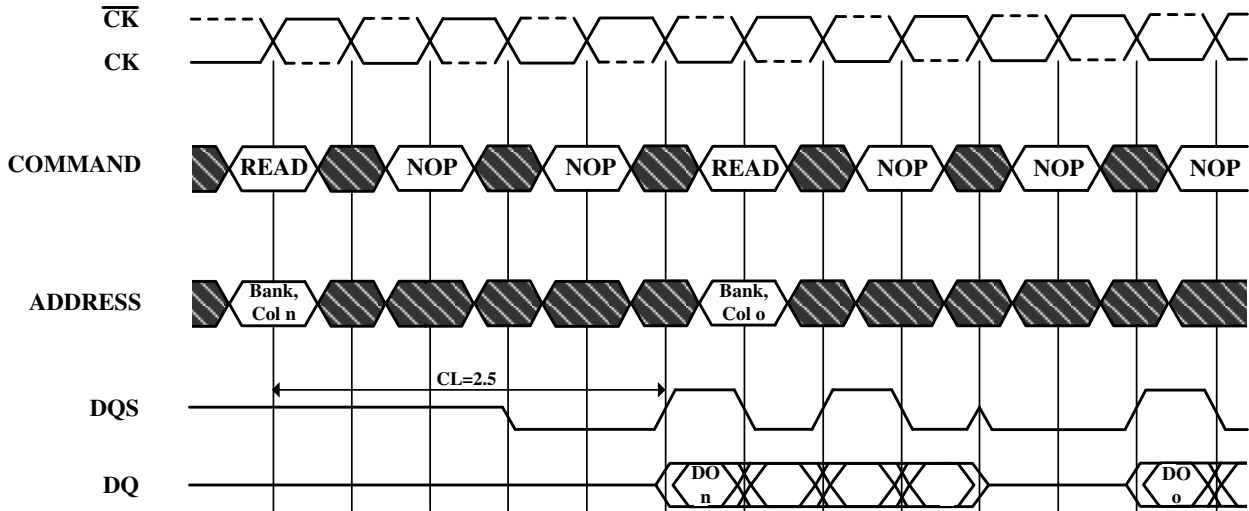 C̅K̅
CK
COMMAND READ NOP NOP READ NOP NOP NOP
ADDRESS Bank, Col n Bank, Col o
CL=2.5
DQS
DQ DO n DO o